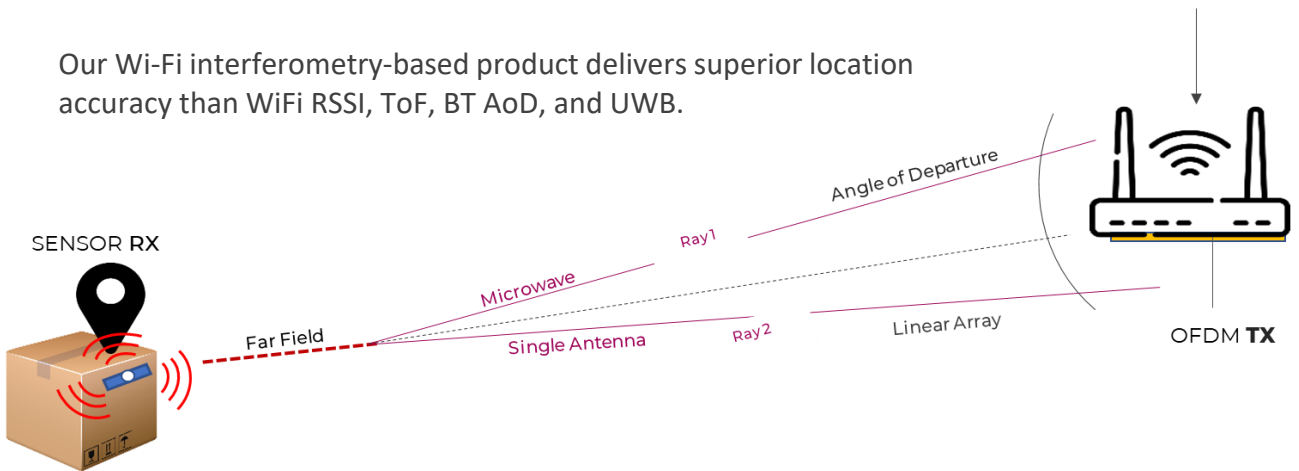 Our Wi-Fi interferometry-based product delivers superior location
accuracy than WiFi RSSI, ToF, BT AoD, and UWB.
Angle of Departure
Ray1
SENSOR RX
Microwave
Far Field
Single Antenna
Ray2
Linear Array
OFDM TX